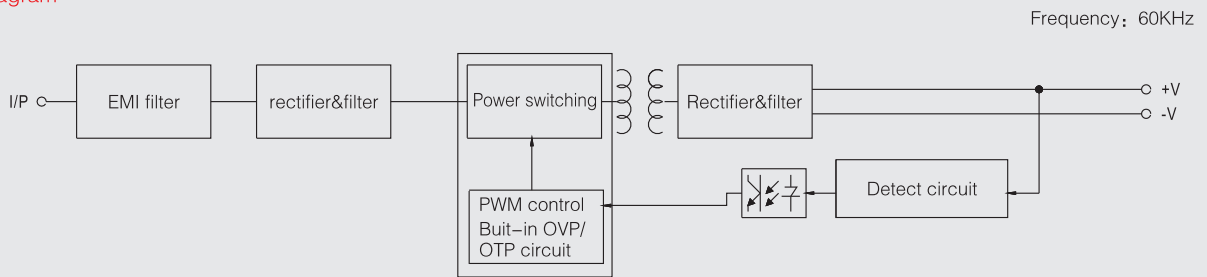 agram
Frequency：60KHz
I/P
EMI filter
rectifier&filter
Power switching
Rectifier&filter
+V
-V
PWM control
Buit-in OVP/
OTP circuit
Detect circuit